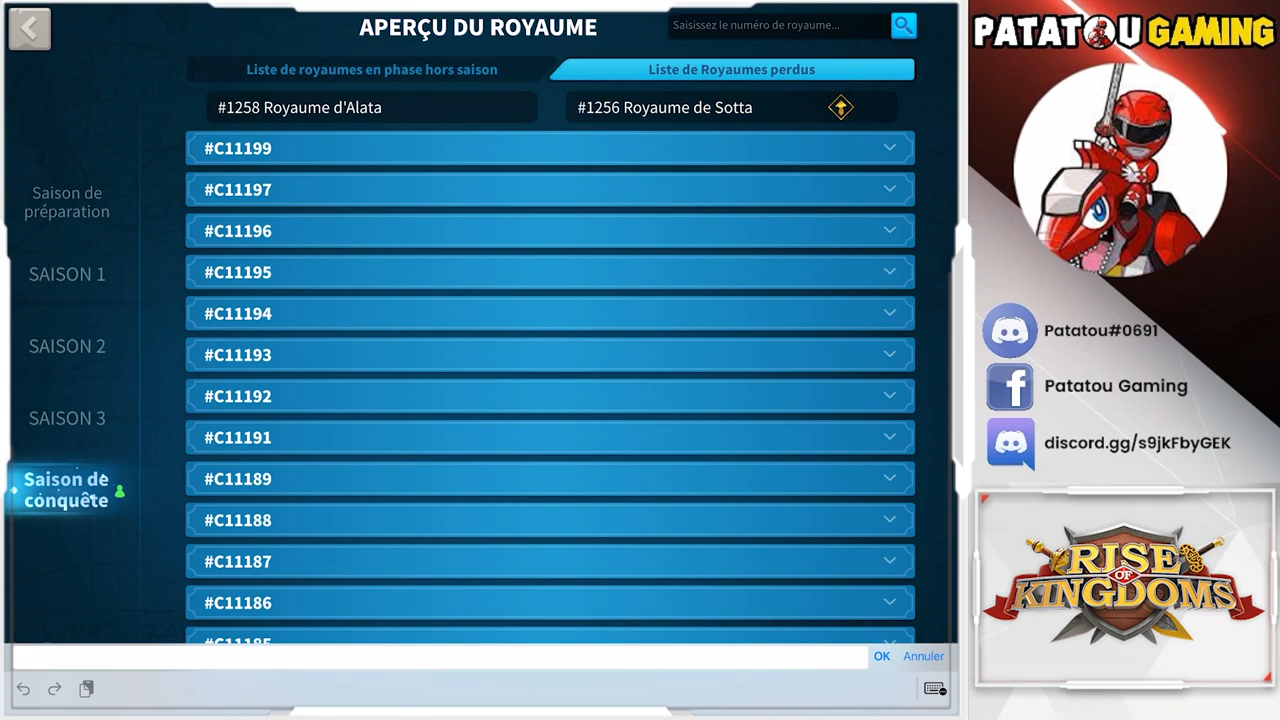 APERÇU DU ROYAUME
Saisissez le numéro de royaume...
Liste de royaumes en phase hors saison
Liste de Royaumes perdus
#1258 Royaume d'Alata
#1256 Royaume de Sotta
Saison de
préparation
SAISON 1
SAISON 2
SAISON 3
Saison de
conquête
#C11199
#C11197
#C11196
#C11195
#C11194
#C11193
#C11192
#C11191
#C11189
#C11188
#C11187
#C11186
#C11185
OK
Annuler
PATATOU GAMING
Patatou#0691
Patatou Gaming
discord.gg/s9jkFbyGEK
RISE
OF
KINGDOMS